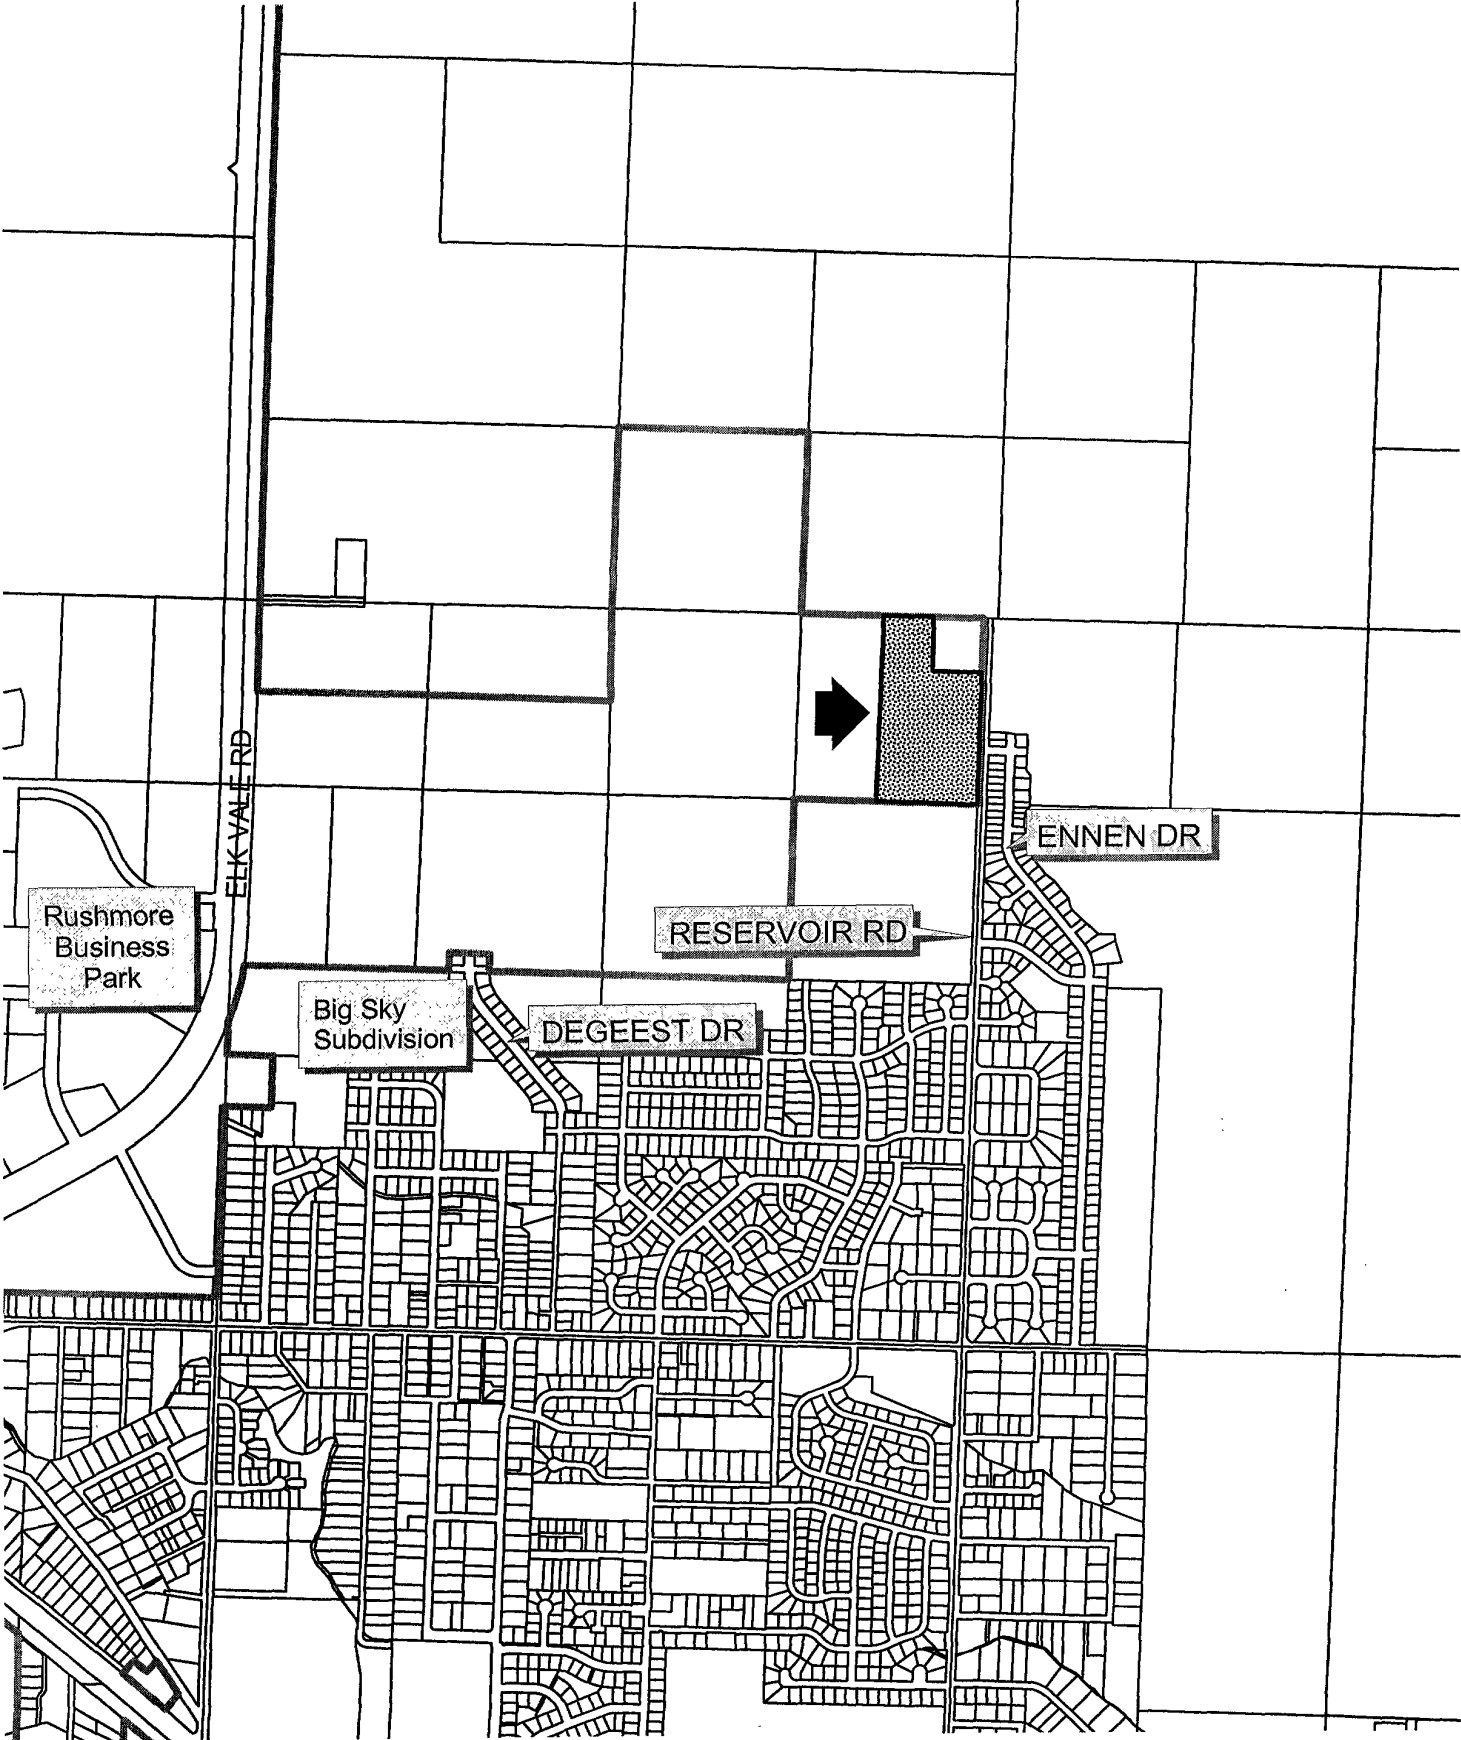 ELK VALE RD
ENNEN DR
Rushmore
Business
Park
RESERVOIR RD
Big Sky
Subdivision
DEGEEST DR